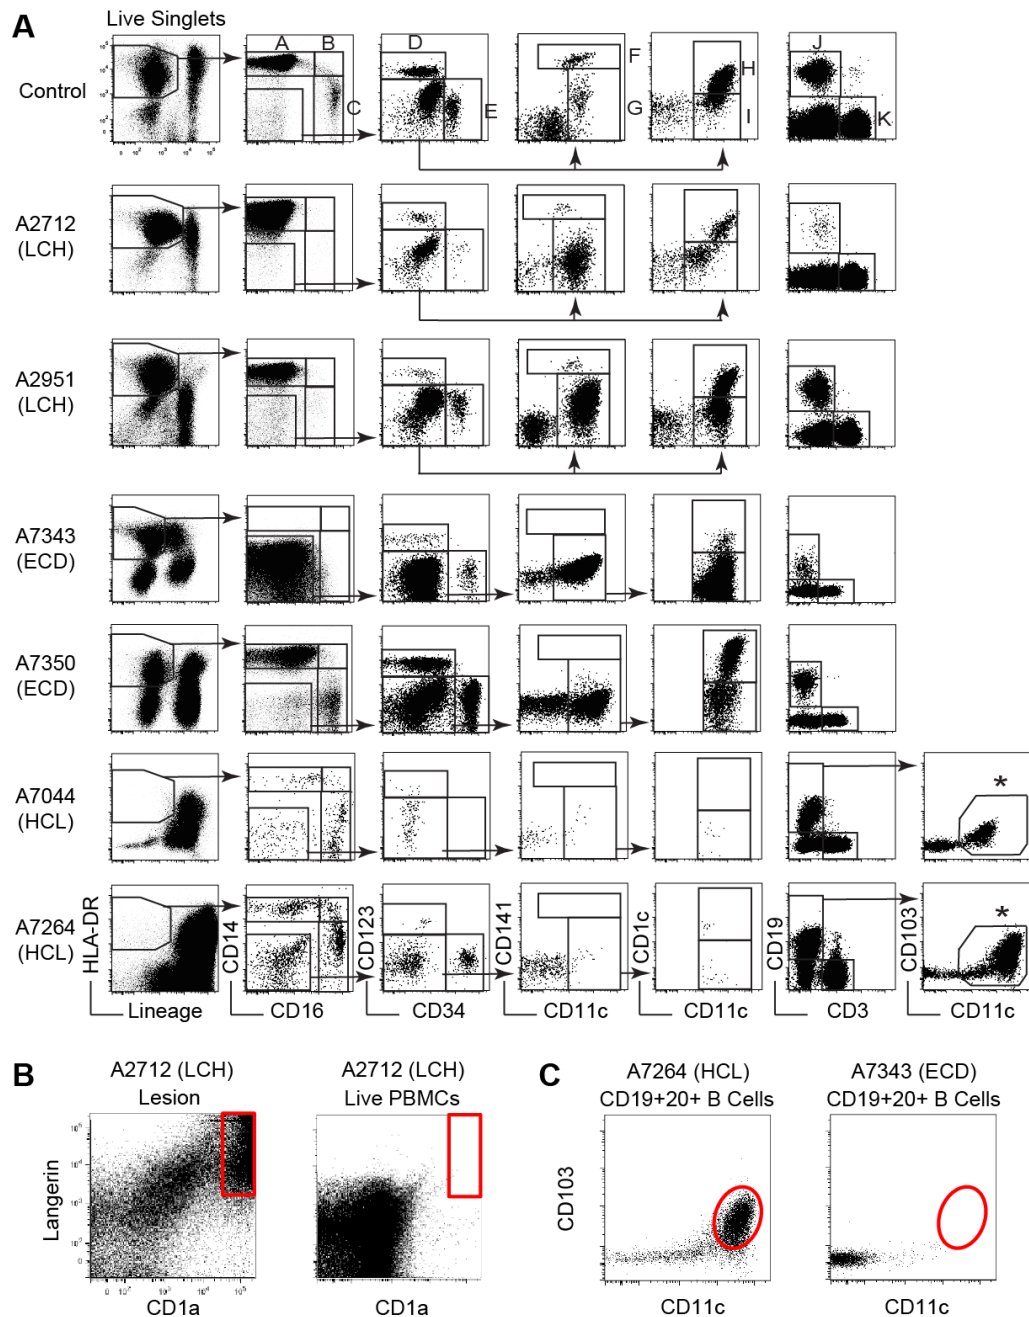 A
Live Singlets
Control
A B C
D E
F G
H I
J K
A2712
(LCH)
A2951
(LCH)
A7343
(ECD)
A7350
(ECD)
A7044
(HCL)
*
A7264
(HCL)
*
HLA-DR
Lineage
CD14
CD16
CD123
CD34
CD141
CD11c
CD1c
CD11c
CD19
CD3
CD103
CD11c
B
A2712 (LCH)
Lesion
A2712 (LCH)
Live PBMCs
Langerin
CD1a
CD1a
C
A7264 (HCL)
CD19+20+ B Cells
A7343 (ECD)
CD19+20+ B Cells
CD103
CD11c
CD11c